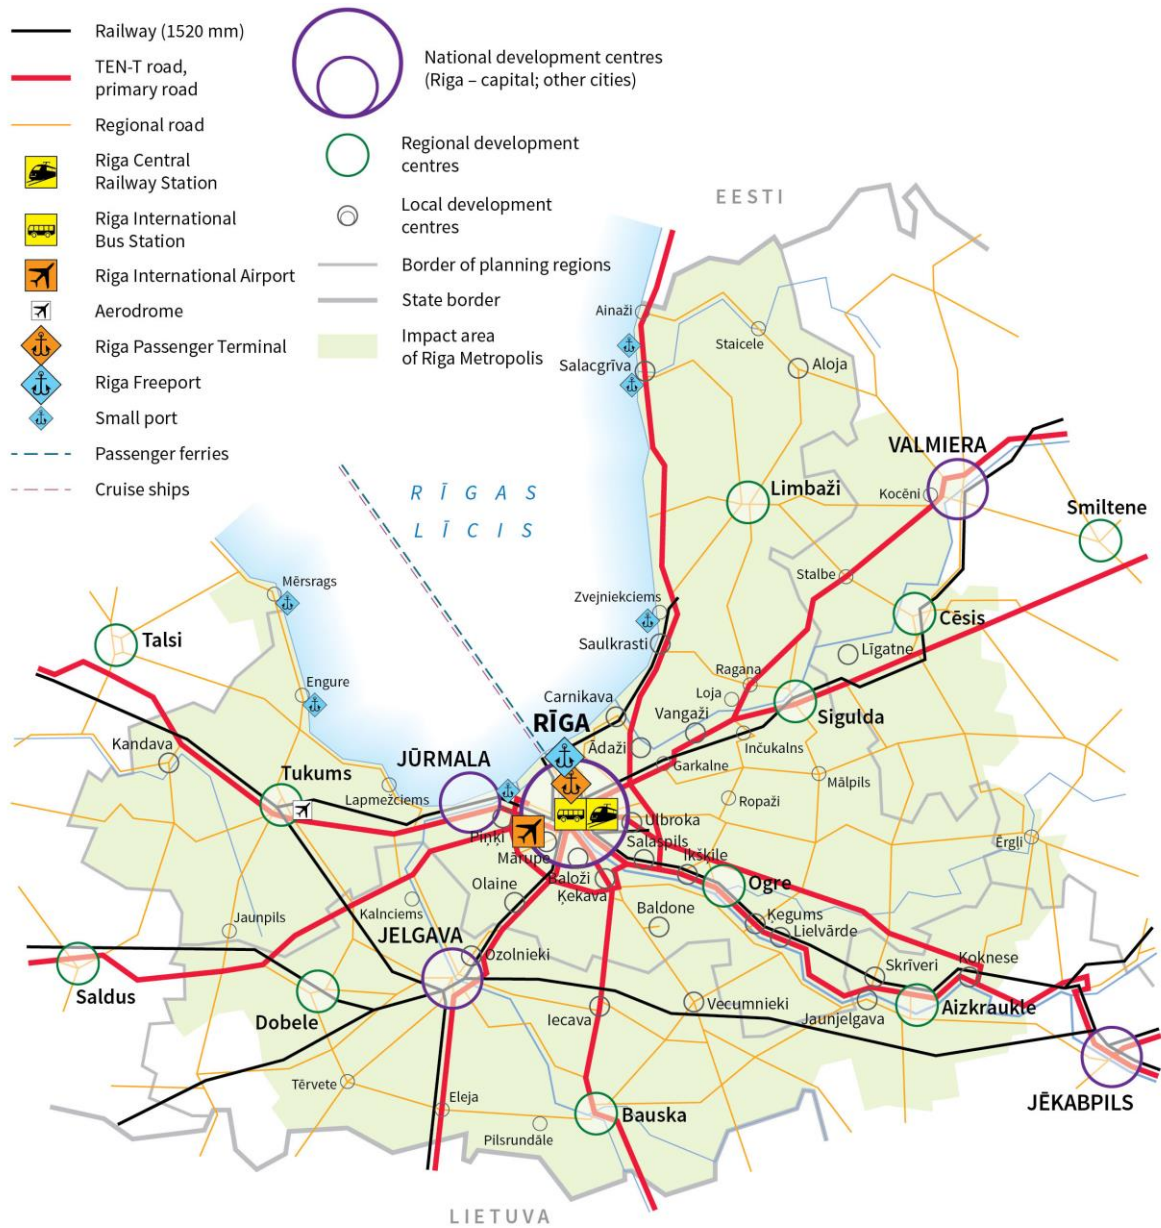 Railway (1520 mm)
TEN-T road,
primary road
Regional road
Riga Central
Railway Station
Riga International
Bus Station
Riga International Airport
Aerodrome
Riga Passenger Terminal
Riga Freeport
Small port
Passenger ferries
Cruise ships
National development centres
(Riga – capital; other cities)
Regional development
centres
Local development
centres
Border of planning regions
State border
Impact area
of Riga Metropolis
EESTI
Ainaži
Staicele
Salacgrīva
Aloja
VALMIERA
RĪGAS
LĪCIS
Limbaži
Kocēni
Smiltene
Stalbe
Mērsrags
Zvejniekciems
Cēsis
Talsi
Saulkrasti
Līgatne
Engure
Ragana
Loja
Carnikava
Vangaži
Sigulda
RĪGA
Kandava
Ādaži
Inčukalns
JŪRMALA
Garkalne
Tukums
Mālpils
Lapmežciems
Ropaži
Ulbroka
Piņķi
Salaspils
Ērgļi
Mārupe
Ikšķile
Baloži
Ogre
Olaine
Ķekava
Kalnciems
Baldone
Jaunpils
Ķegums
JELGAVA
Lielvārde
Ozolnieki
Koknese
Skrīveri
Saldus
Vecumnieki
Aizkraukle
Dobele
Iecava
Jaunjelgava
Tērvete
Eleja
JĒKABPILS
Bauska
Pilsrundāle
LIETUVA